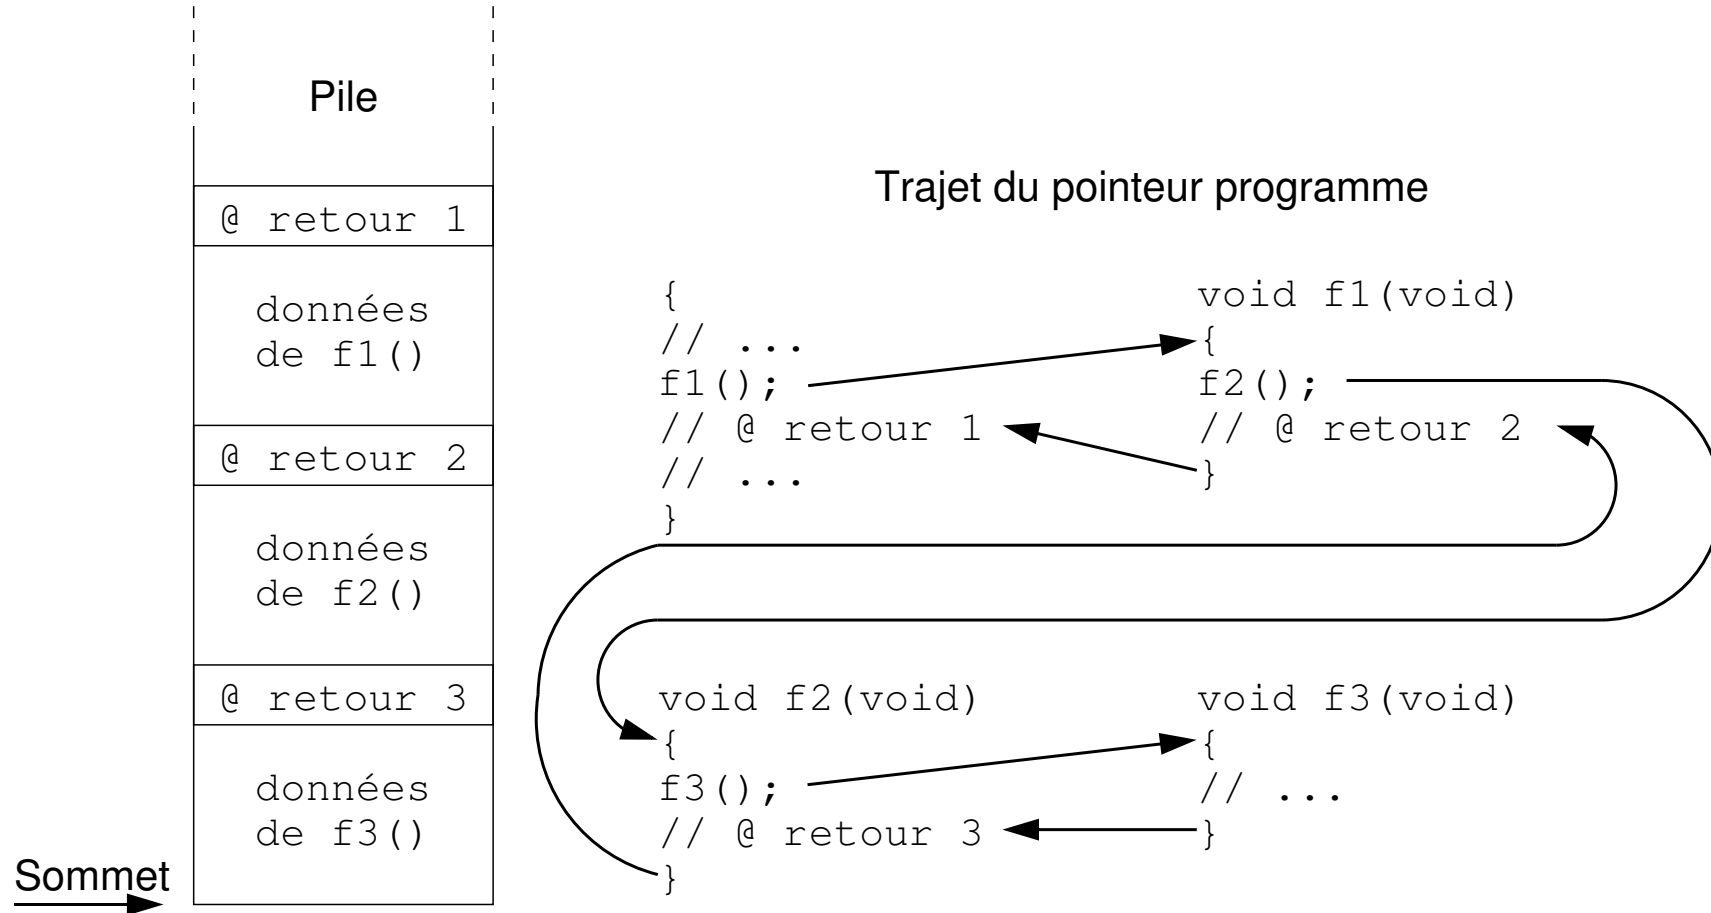 Pile
@ retour 1
données
de f1()
@ retour 2
données
de f2()
@ retour 3
données
de f3()
Sommet
Trajet du pointeur programme
{
// ...
f1();
// @ retour 1
// ...
}
void f1(void)
{
f2();
// @ retour 2
}
void f2(void)
{
f3();
// @ retour 3
}
void f3(void)
{
// ...
}